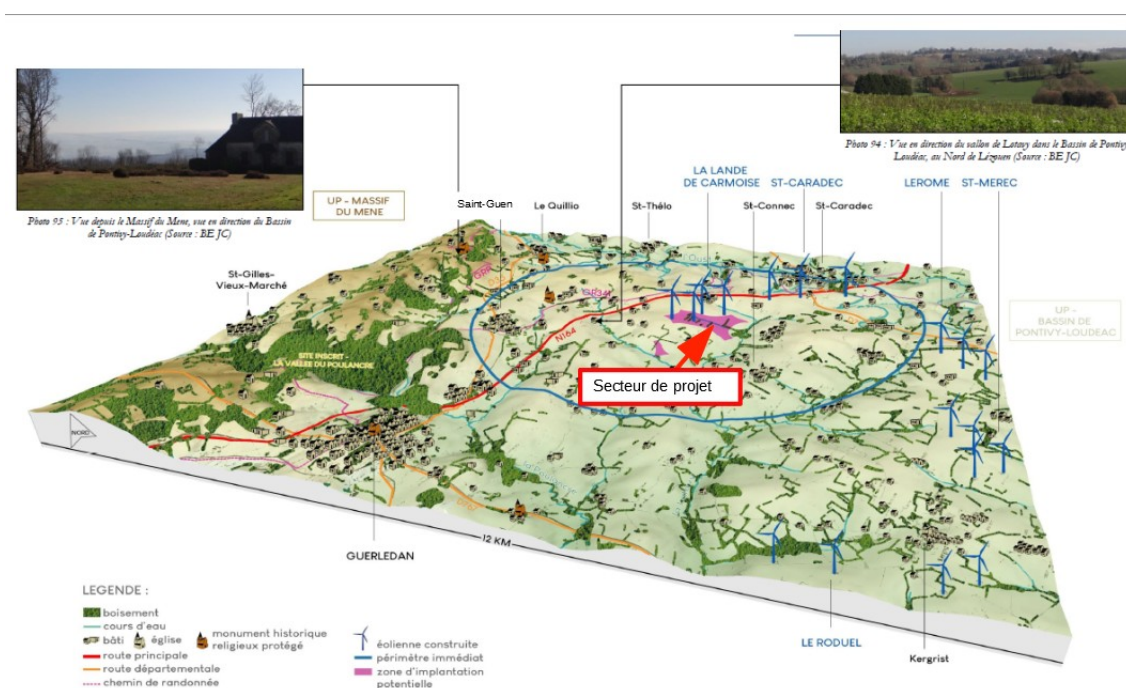 Photo 94 : Vue en direction du vallon de Lotavy dans le Bassin de Pontivy-
Loudéac, au Nord de Lézouen (Source : BE JC)
Photo 95 : Vue depuis le Massif du Mene, vue en direction du Bassin
de Pontivy-Loudéac (Source : BE JC)
UP - MASSIF
DU MENE
LA LANDE
DE CARMOISE
ST-CARADEC
LEROME
ST-MEREC
Saint-Guen
Le Quillio
St-Thélo
St-Connec
St-Caradec
St-Gilles-
Vieux-Marché
Oust
GR341
N164
UP -
BASSIN DE
PONTIVY-LOUDEAC
SITE INSCRIT -
LA VALLÉE DU POULANCRE
Secteur de projet
NORD
12 KM
GUERLEDAN
LE RODUEL
Kergrist
LEGENDE :
boisement
cours d'eau
bâti
église
monument historique
religieux protégé
route principale
route départementale
chemin de randonnée
éolienne construite
périmètre immédiat
zone d'implantation
potentielle